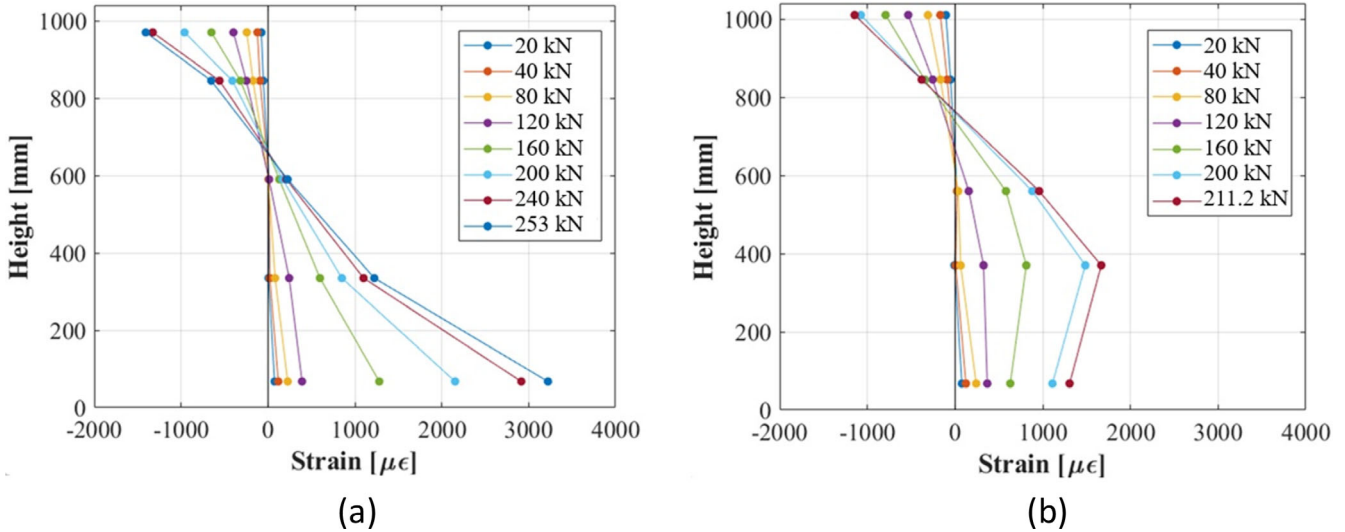 1000
800
600
400
200
0
Height [mm]
-2000 -1000 0 1000 2000 3000 4000
Strain [με]
20 kN
40 kN
80 kN
120 kN
160 kN
200 kN
240 kN
253 kN
(a)
1000
800
600
400
200
0
Height [mm]
-2000 -1000 0 1000 2000 3000 4000
Strain [με]
20 kN
40 kN
80 kN
120 kN
160 kN
200 kN
211.2 kN
(b)